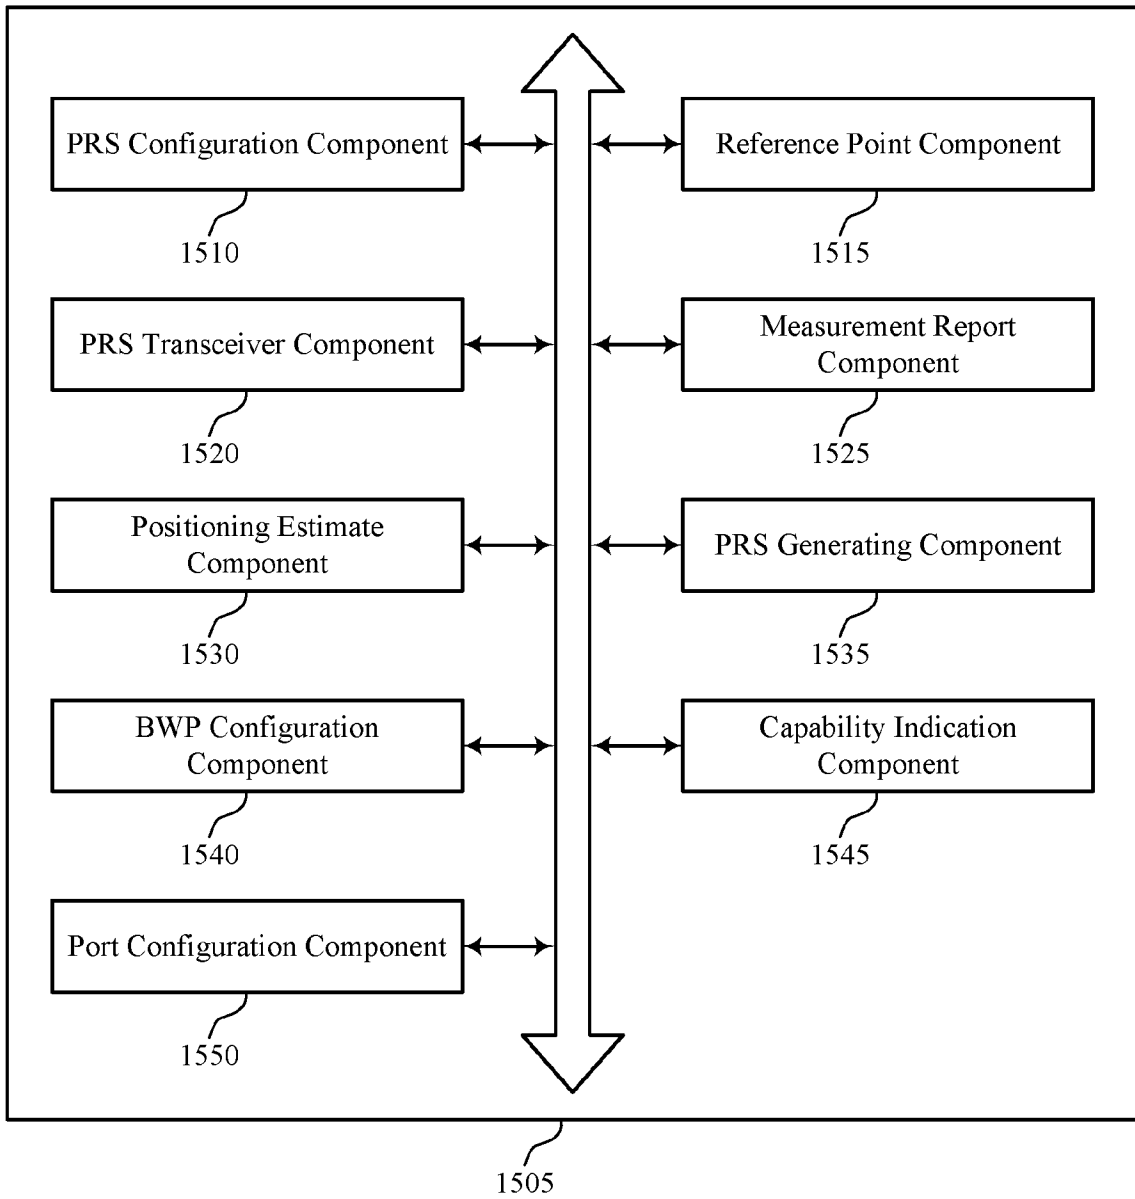 PRS Configuration Component
1510
Reference Point Component
1515
PRS Transceiver Component
1520
Measurement Report
Component
1525
Positioning Estimate
Component
1530
PRS Generating Component
1535
BWP Configuration
Component
1540
Capability Indication
Component
1545
Port Configuration Component
1550
1505